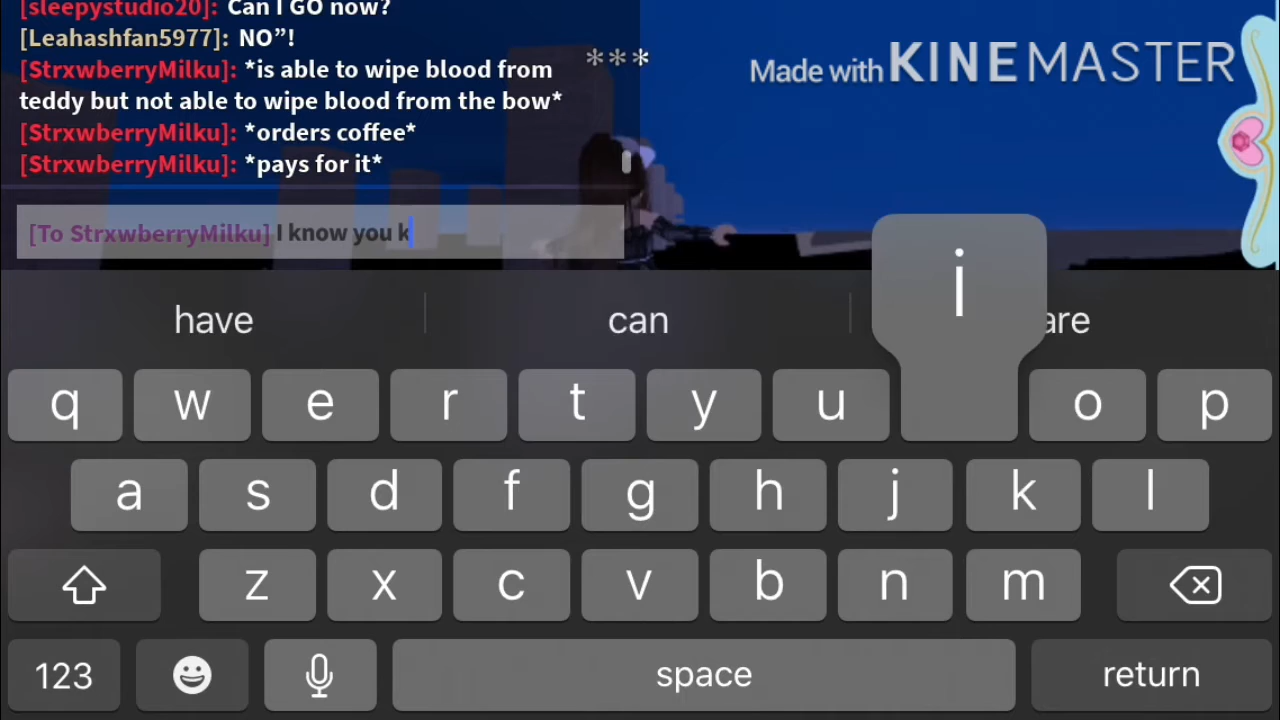 [sleepystudio20]: Can I GO now?
[Leahashfan5977]: NO”!
[StrxwberryMilku]: *is able to wipe blood from
teddy but not able to wipe blood from the bow*
[StrxwberryMilku]: *orders coffee*
[StrxwberryMilku]: *pays for it*
***
Made with KINEMASTER
[To StrxwberryMilku] I know you k
have can are
i
q w e r t y u o p
a s d f g h j k l
z x c v b n m
123 space return